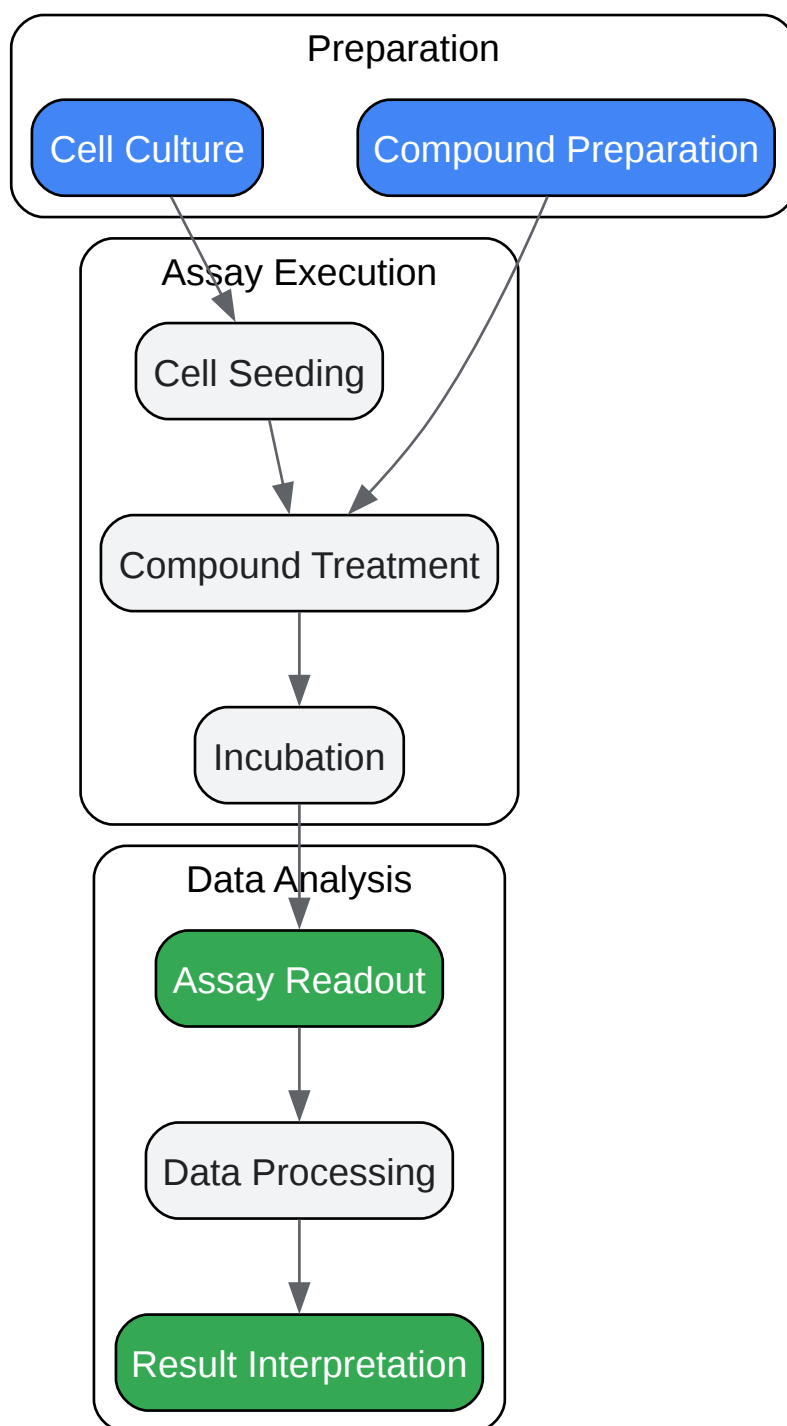 Preparation
Cell Culture
Compound Preparation
Assay Execution
Cell Seeding
Compound Treatment
Incubation
Data Analysis
Assay Readout
Data Processing
Result Interpretation